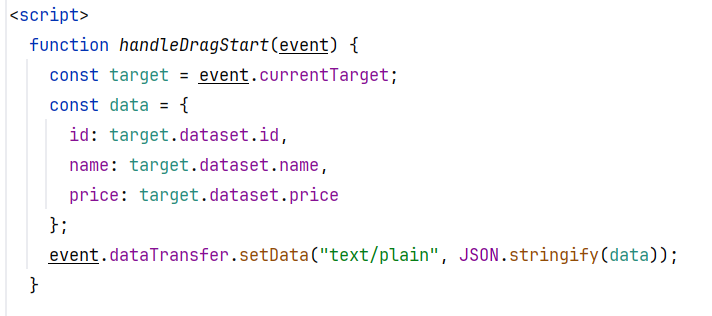 <script>
function handleDragStart(event) {
const target = event.currentTarget;
const data = {
id: target.dataset.id,
name: target.dataset.name,
price: target.dataset.price
};
event.dataTransfer.setData("text/plain", JSON.stringify(data));
}